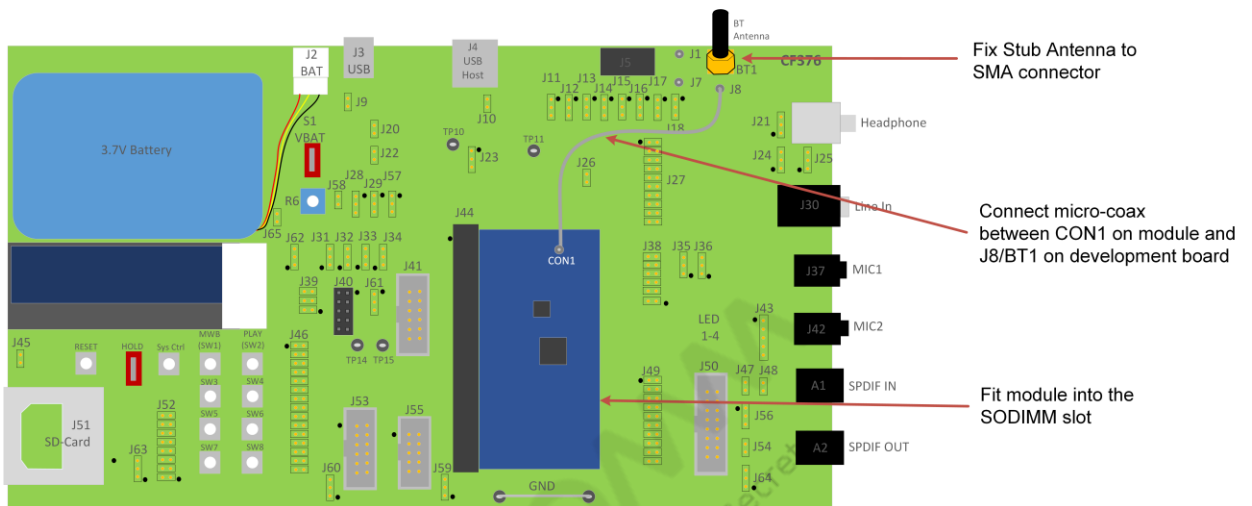 BT
Antenna
J2
BAT
J3
USB
J4
USB
Host
J5
J1
BT1
CF376
Fix Stub Antenna to
SMA connector
J7
J8
J11
J12
J13
J14
J15
J16
J17
J18
J9
J10
S1
VBAT
J20
J22
TP10
TP11
J23
J21
Headphone
J24
J25
3.7V Battery
J26
J27
R6
J58
J28
J29
J57
J30
Line In
J65
J44
Connect micro-coax
between CON1 on module and
J8/BT1 on development board
J62
J31
J32
J33
J34
CON1
J38
J35
J36
J41
J37
MIC1
J39
J40
J61
J43
LED
1-4
J42
MIC2
J45
RESET
HOLD
Sys Ctrl
MWB
(SW1)
PLAY
(SW2)
J46
TP14
TP15
SW3
SW4
J49
J50
J47
J48
A1
SPDIF IN
Fit module into the
SODIMM slot
J51
SD-Card
J52
SW5
SW6
J53
J55
J56
J63
SW7
SW8
J54
A2
SPDIF OUT
J60
J59
J64
GND